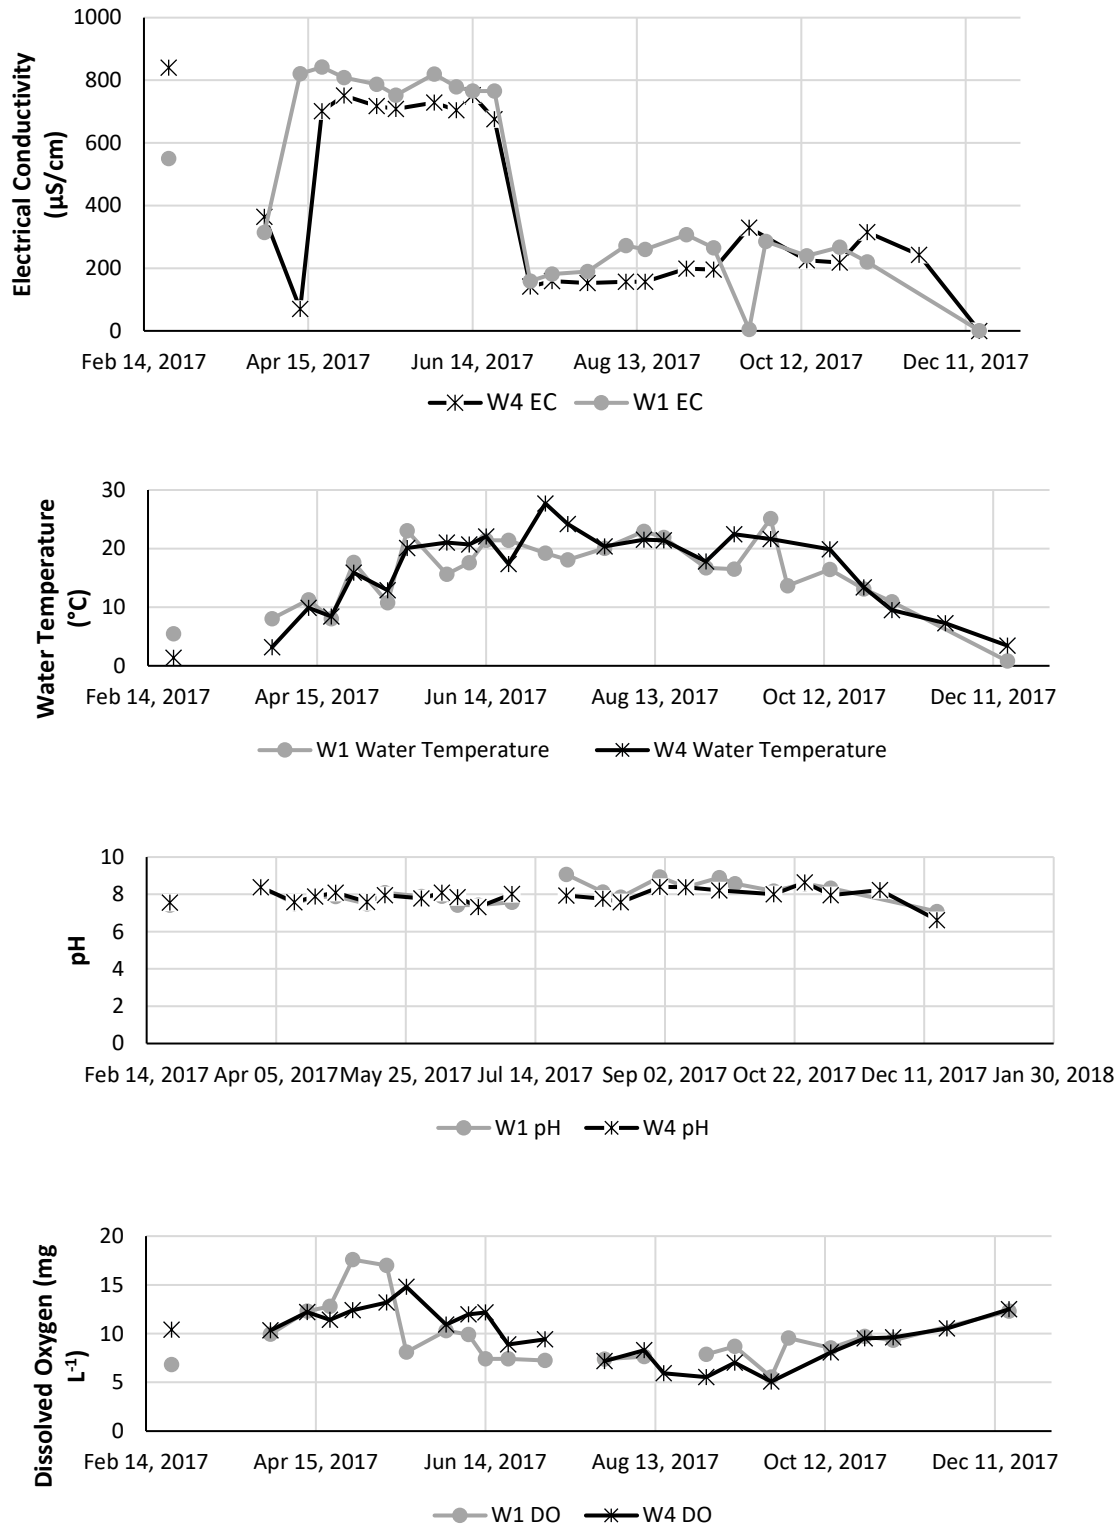 1000
800
600
400
200
0
Electrical Conductivity
(µS/cm)
Feb 14, 2017 Apr 15, 2017 Jun 14, 2017 Aug 13, 2017 Oct 12, 2017 Dec 11, 2017
W4 EC W1 EC
30
20
10
0
Water Temperature
(°C)
Feb 14, 2017 Apr 15, 2017 Jun 14, 2017 Aug 13, 2017 Oct 12, 2017 Dec 11, 2017
W1 Water Temperature W4 Water Temperature
10
8
6
4
2
0
pH
Feb 14, 2017 Apr 05, 2017 May 25, 2017 Jul 14, 2017 Sep 02, 2017 Oct 22, 2017 Dec 11, 2017 Jan 30, 2018
W1 pH W4 pH
20
15
10
5
0
Dissolved Oxygen (mg
L⁻¹)
Feb 14, 2017 Apr 15, 2017 Jun 14, 2017 Aug 13, 2017 Oct 12, 2017 Dec 11, 2017
W1 DO W4 DO